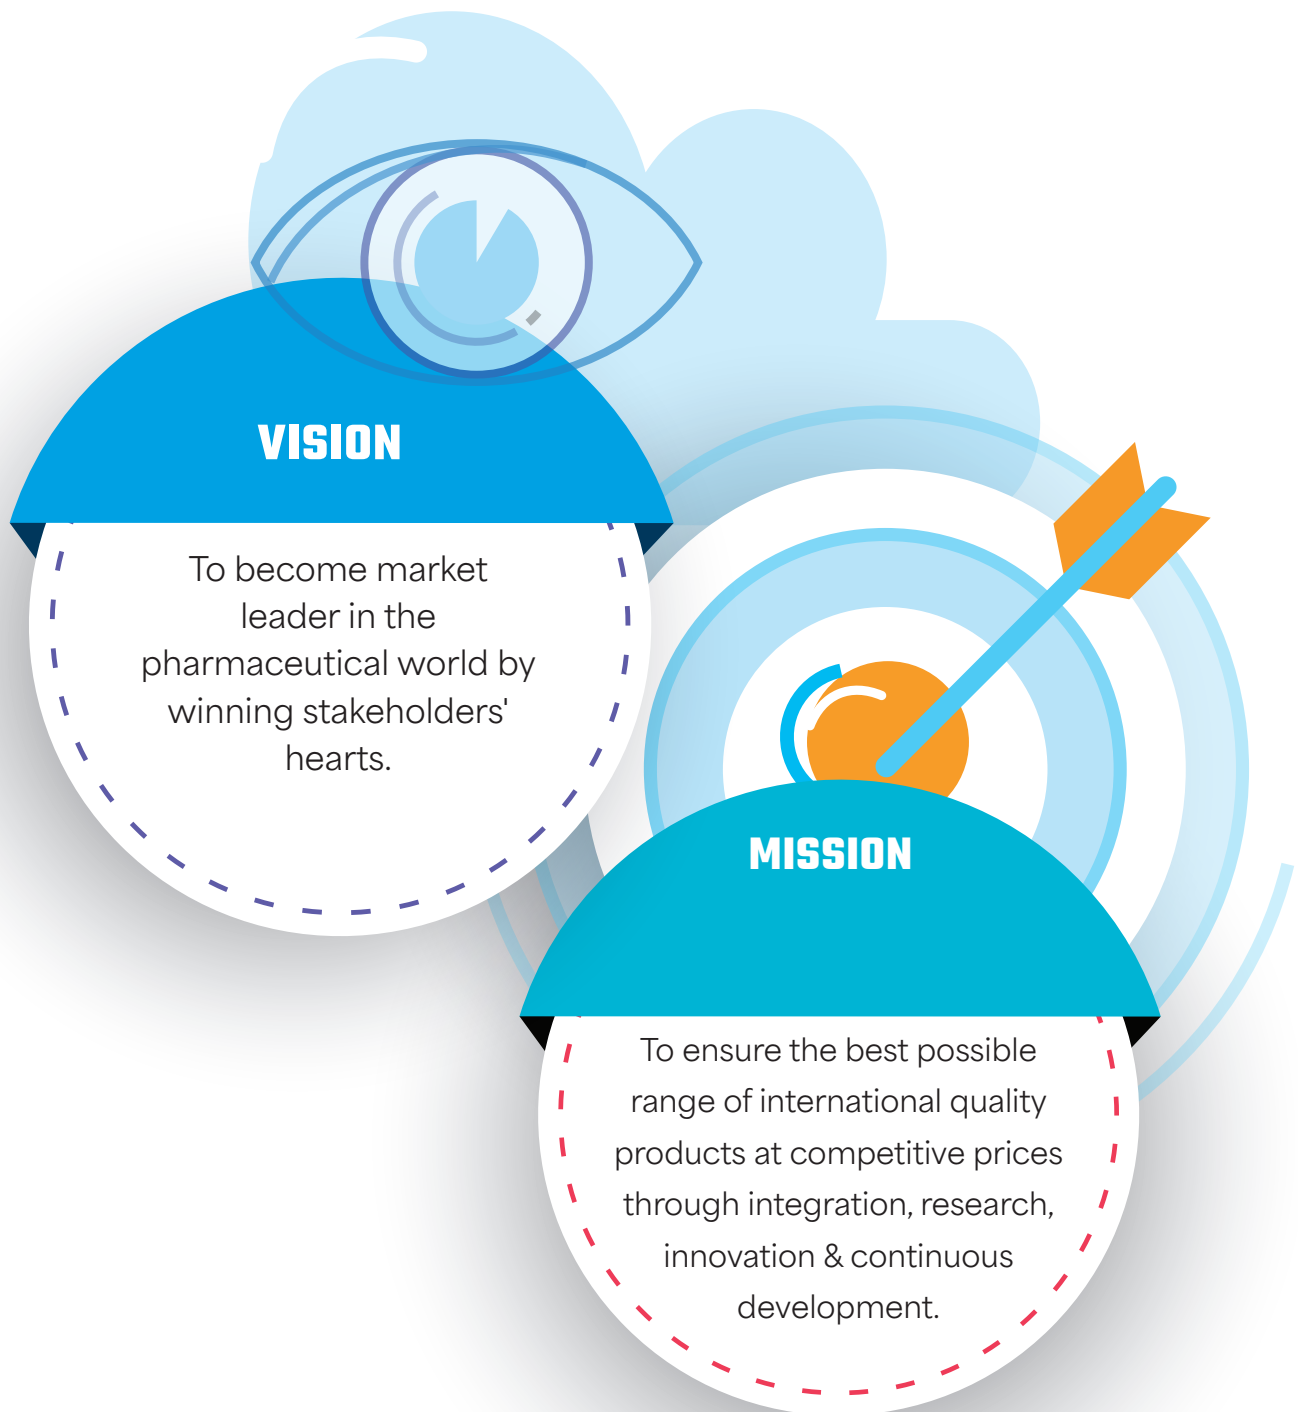 VISION
To become market
leader in the
pharmaceutical world by
winning stakeholders'
hearts.
MISSION
To ensure the best possible
range of international quality
products at competitive prices
through integration, research,
innovation & continuous
development.